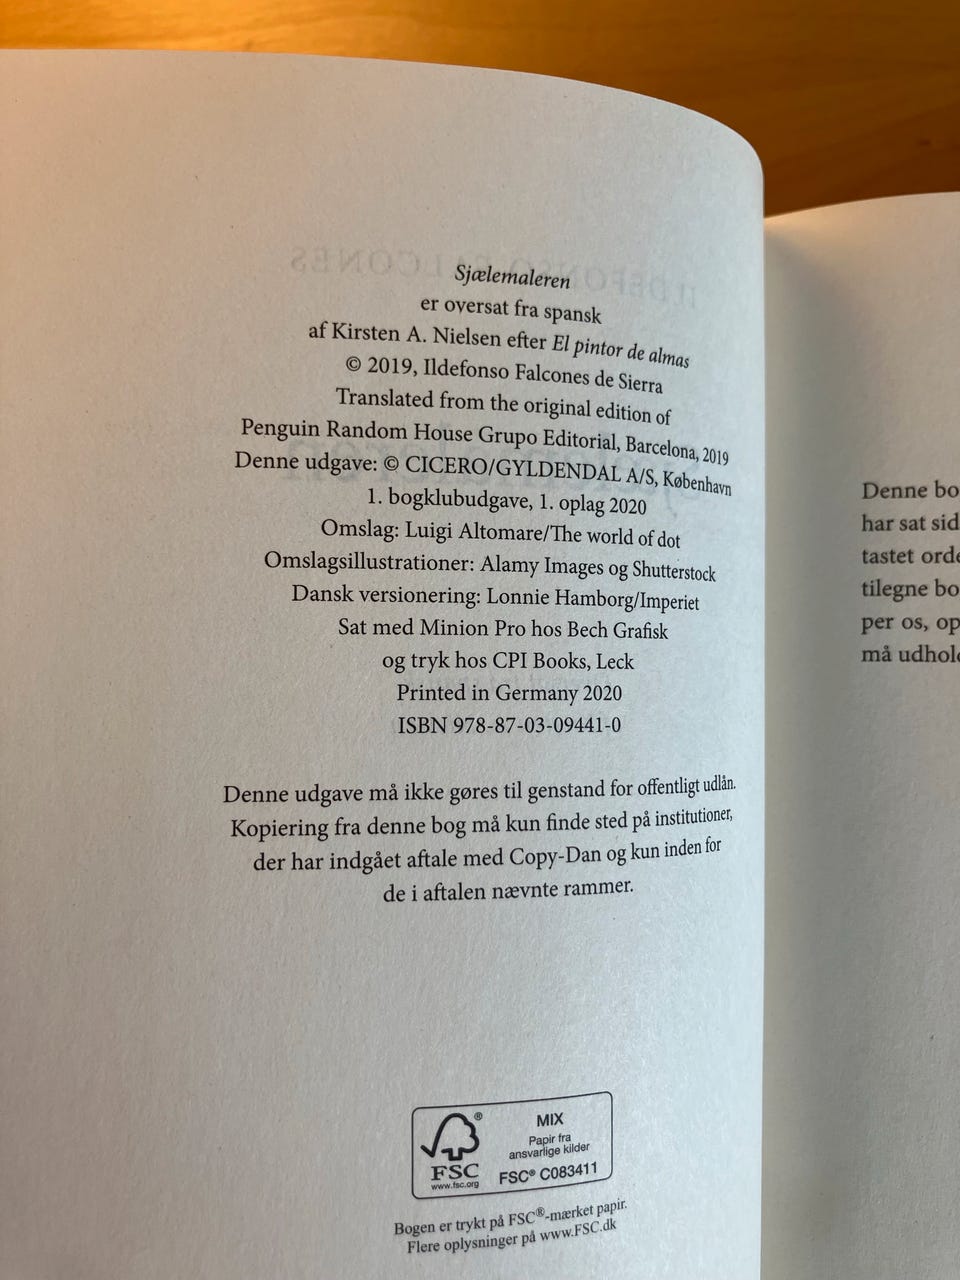 Sjælemaleren
er oversat fra spansk
af Kirsten A. Nielsen efter El pintor de almas
© 2019, Ildefonso Falcones de Sierra
Translated from the original edition of
Penguin Random House Grupo Editorial, Barcelona, 2019
Denne udgave: © CICERO/GYLDENDAL A/S, København
1. bogklubudgave, 1. oplag 2020
Omslag: Luigi Altomare/The world of dot
Omslagsillustrationer: Alamy Images og Shutterstock
Dansk versionering: Lonnie Hamborg/Imperiet
Sat med Minion Pro hos Bech Grafisk
og tryk hos CPI Books, Leck
Printed in Germany 2020
ISBN 978-87-03-09441-0
Denne udgave må ikke gøres til genstand for offentligt udlån.
Kopiering fra denne bog må kun finde sted på institutioner,
der har indgået aftale med Copy-Dan og kun inden for
de i aftalen nævnte rammer.
FSC®
www.fsc.org
MIX
Papir fra
ansvarlige kilder
FSC® C083411
Bogen er trykt på FSC®-mærket papir.
Flere oplysninger på www.FSC.dk
Denne bo
har sat sid
tastet orde
tilegne bo
per os, op
må udhold